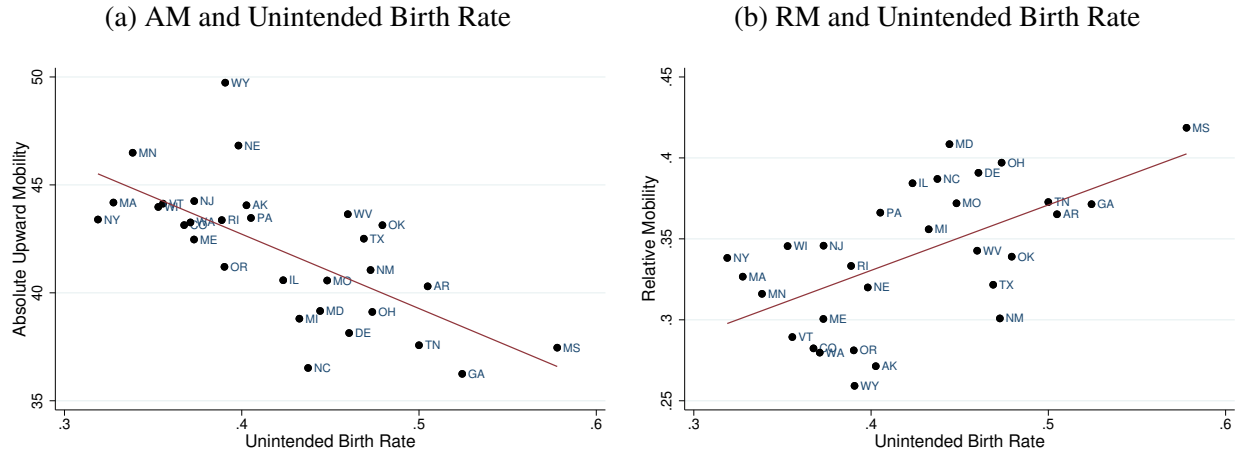 (a) AM and Unintended Birth Rate
Absolute Upward Mobility
50
45
40
35
WY
NE
MN
MA
VT
WI
NJ
AK
NY
CO
WA
RI
PA
WV
OK
ME
TX
OR
IL
MO
NM
AR
MI
MD
OH
DE
TN
MS
NC
GA
.3
.4
.5
.6
Unintended Birth Rate
(b) RM and Unintended Birth Rate
Relative Mobility
.45
.4
.35
.3
.25
MS
MD
OH
DE
NC
IL
MO
TN
GA
PA
AR
MI
WI
NJ
WV
NY
OK
RI
MA
TX
NE
MN
ME
NM
VT
CO
WA
OR
AK
WY
.3
.4
.5
.6
Unintended Birth Rate